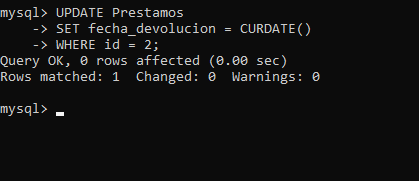 mysql> UPDATE Prestamos
    -> SET fecha_devolucion = CURDATE()
    -> WHERE id = 2;
Query OK, 0 rows affected (0.00 sec)
Rows matched: 1  Changed: 0  Warnings: 0
mysql>